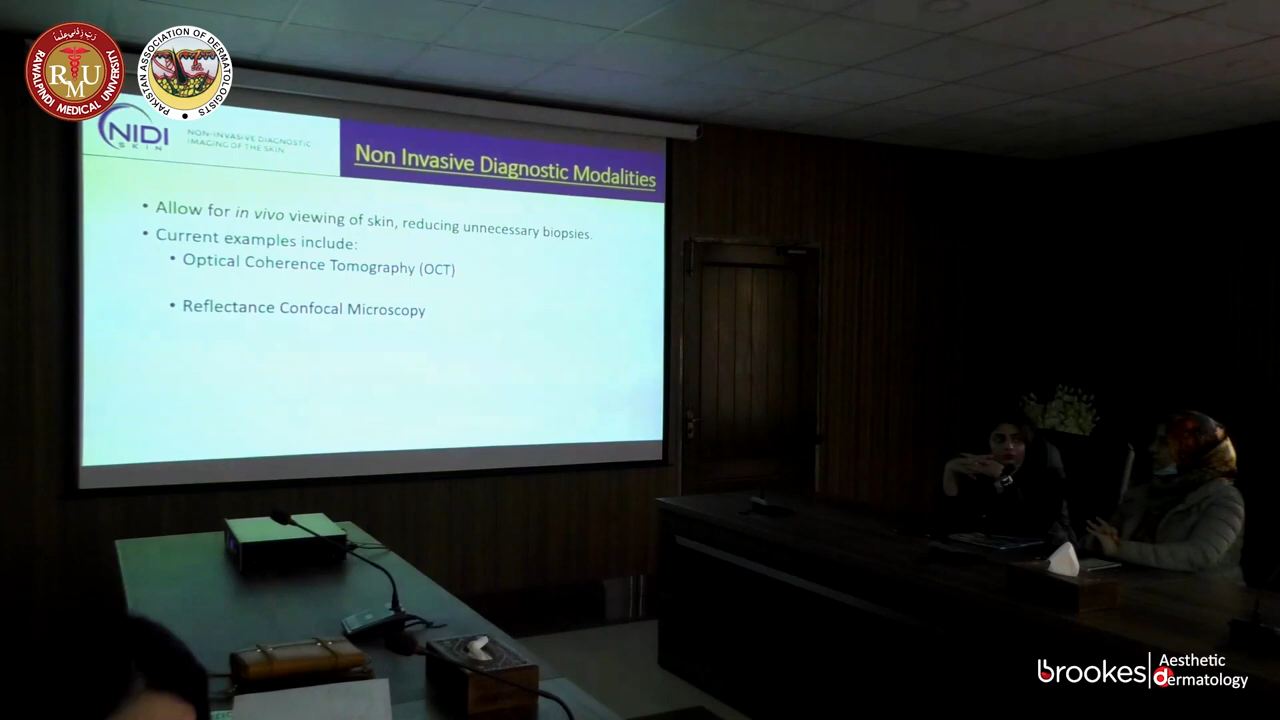 رَبِّ زِدْنِي عِلْمًا
RAWALPINDI MEDICAL UNIVERSITY
RMU
PAKISTAN ASSOCIATION OF DERMATOLOGISTS
NIDI
SKIN
NON-INVASIVE DIAGNOSTIC
IMAGING OF THE SKIN
Non Invasive Diagnostic Modalities
• Allow for in vivo viewing of skin, reducing unnecessary biopsies.
• Current examples include:
• Optical Coherence Tomography (OCT)
• Reflectance Confocal Microscopy
brookes
Aesthetic
dermatology